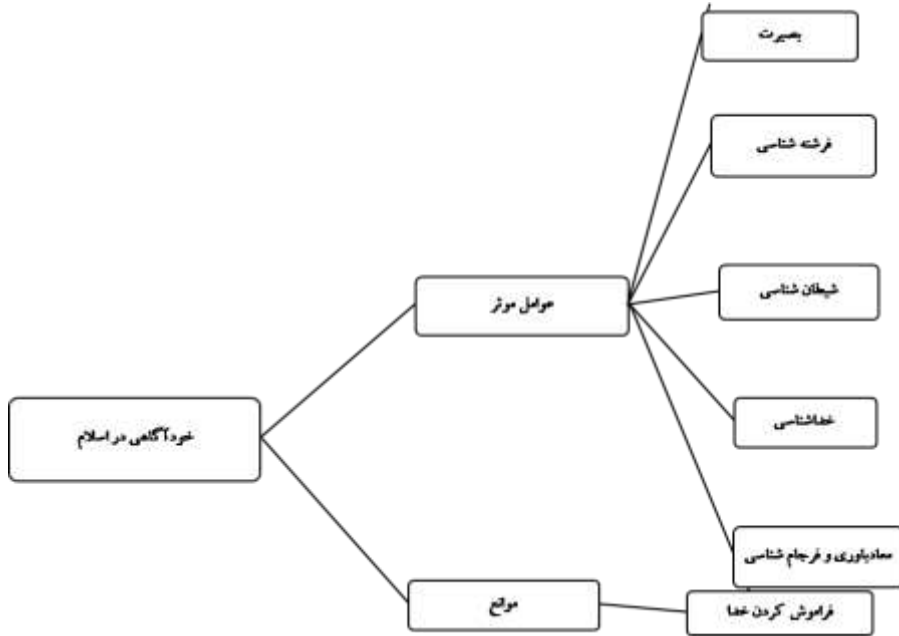 بصیرت
فرشته شناسی
شیطان شناسی
عوامل موثر
خداشناسی
خودآگاهی در اسلام
معادباوری و فرجام شناسی
موانع
فراموش کردن خدا